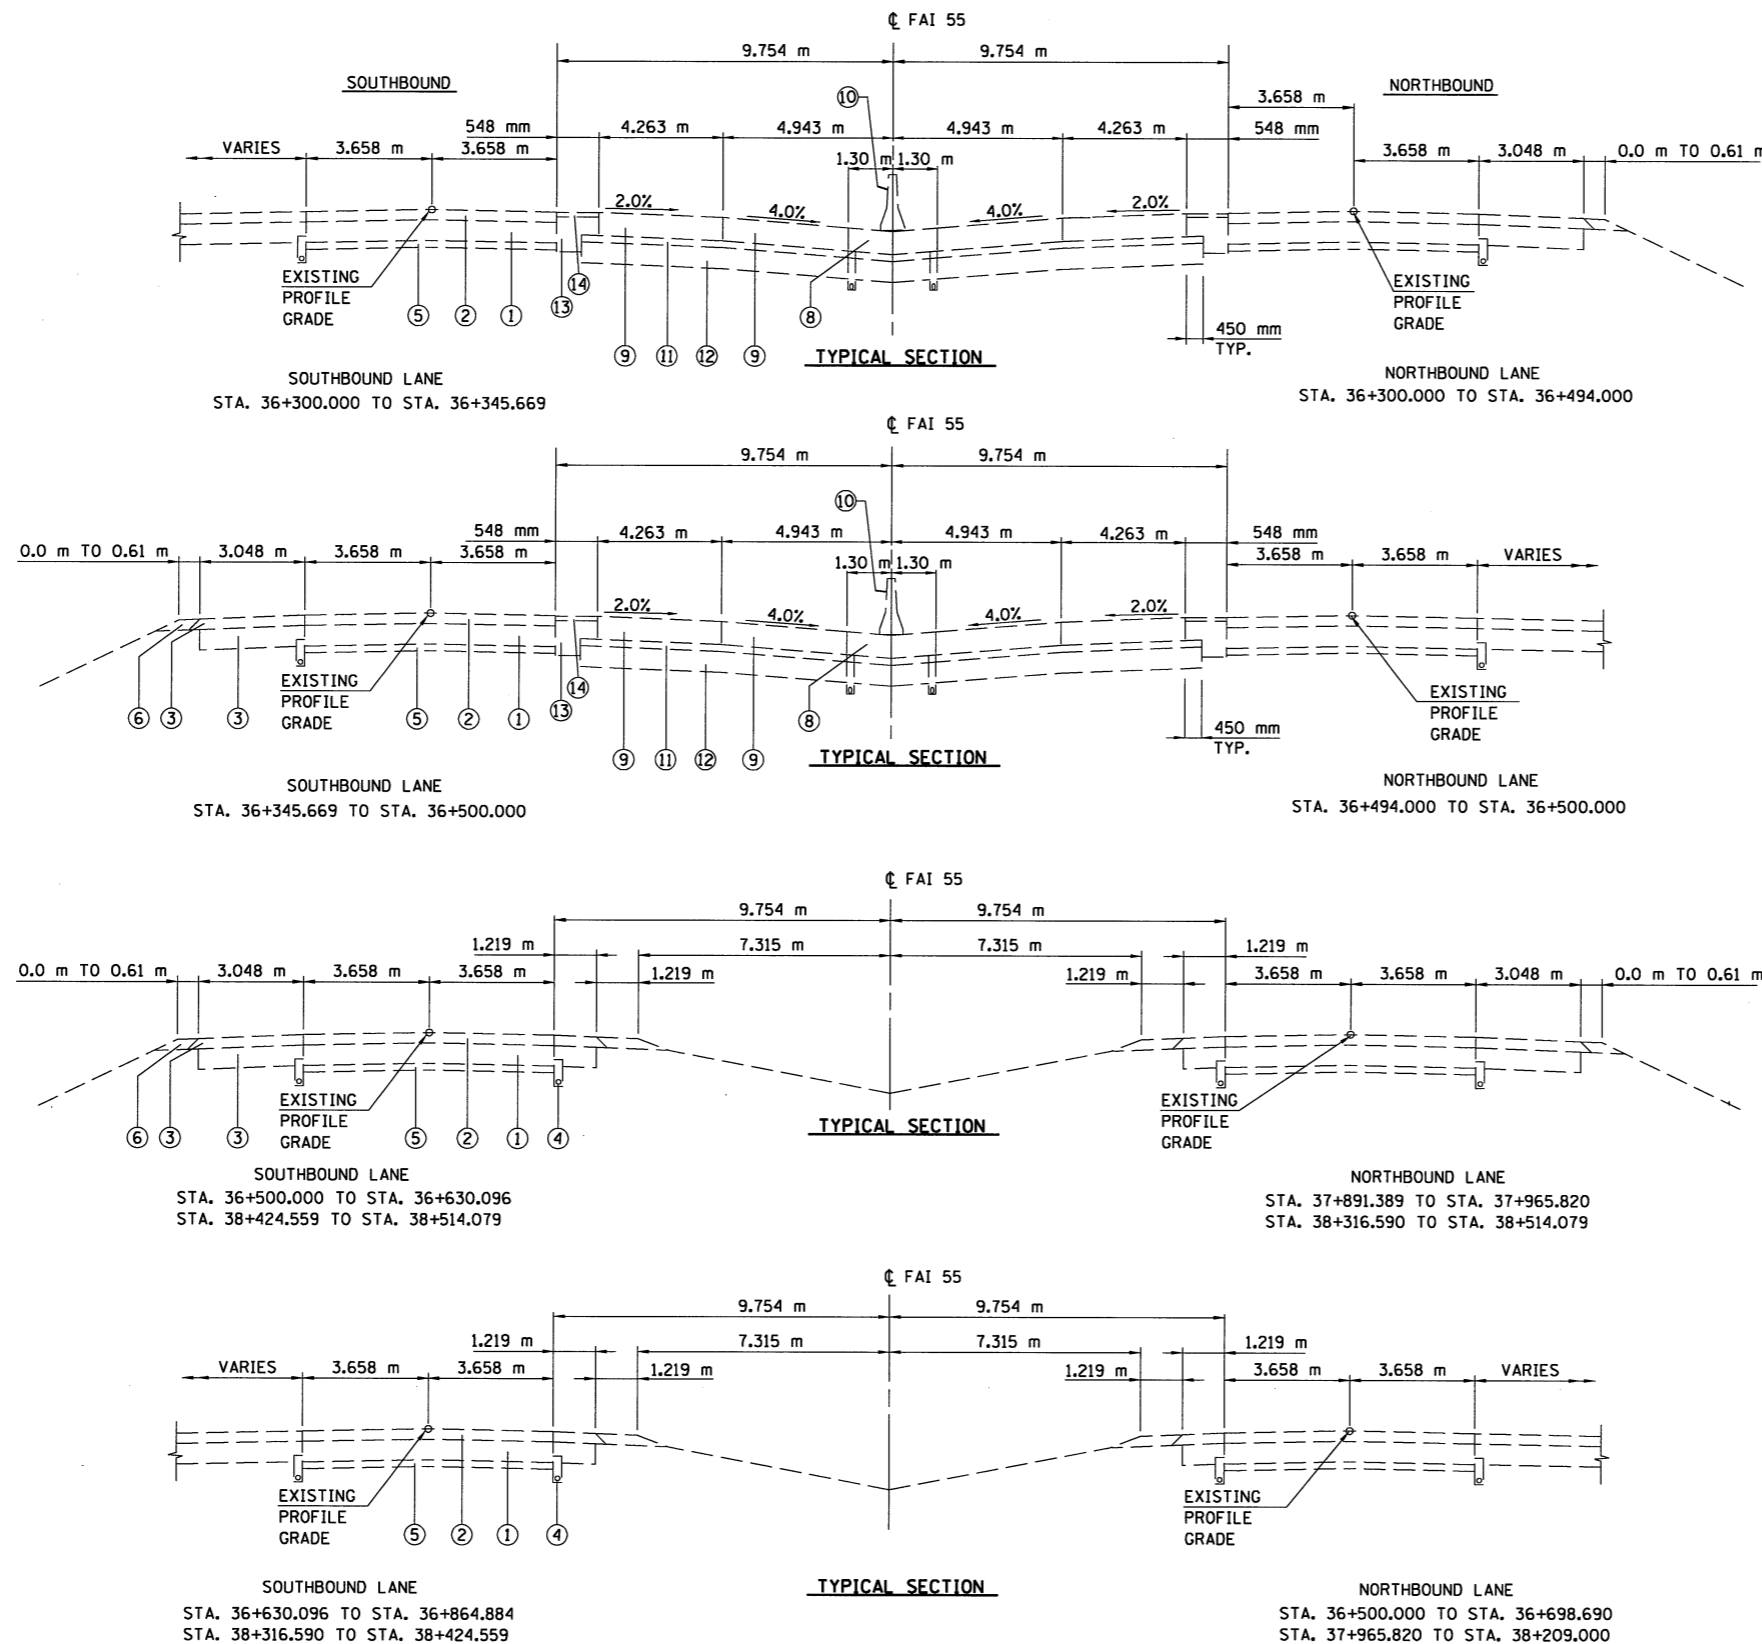 ℄ FAI 55
9.754 m 9.754 m
SOUTHBOUND NORTHBOUND
⑩ 3.658 m
548 mm 4.263 m 4.943 m 4.943 m 4.263 m 548 mm
VARIES 3.658 m 3.658 m 1.30 m 1.30 m 3.658 m 3.048 m 0.0 m TO 0.61 m
2.0% 4.0% 4.0% 2.0%
EXISTING PROFILE GRADE
⑤ ② ① ⑬ ⑭ ⑧
EXISTING PROFILE GRADE
⑨ ⑪ ⑫ ⑨
450 mm TYP.
TYPICAL SECTION
SOUTHBOUND LANE
STA. 36+300.000 TO STA. 36+345.669
NORTHBOUND LANE
STA. 36+300.000 TO STA. 36+494.000
℄ FAI 55
9.754 m 9.754 m
⑩
548 mm 4.263 m 4.943 m 4.943 m 4.263 m 548 mm
0.0 m TO 0.61 m 3.048 m 3.658 m 3.658 m 1.30 m 1.30 m 3.658 m 3.658 m VARIES
2.0% 4.0% 4.0% 2.0%
EXISTING PROFILE GRADE
⑥ ③ ③ ⑤ ② ① ⑬ ⑭ ⑧
EXISTING PROFILE GRADE
⑨ ⑪ ⑫ ⑨
450 mm TYP.
TYPICAL SECTION
SOUTHBOUND LANE
STA. 36+345.669 TO STA. 36+500.000
NORTHBOUND LANE
STA. 36+494.000 TO STA. 36+500.000
℄ FAI 55
9.754 m 9.754 m
1.219 m 7.315 m 7.315 m 1.219 m
0.0 m TO 0.61 m 3.048 m 3.658 m 3.658 m 1.219 m 1.219 m 3.658 m 3.658 m 3.048 m 0.0 m TO 0.61 m
EXISTING PROFILE GRADE
⑥ ③ ③ ⑤ ② ① ④
EXISTING PROFILE GRADE
TYPICAL SECTION
SOUTHBOUND LANE
STA. 36+500.000 TO STA. 36+630.096
STA. 38+424.559 TO STA. 38+514.079
NORTHBOUND LANE
STA. 37+891.389 TO STA. 37+965.820
STA. 38+316.590 TO STA. 38+514.079
℄ FAI 55
9.754 m 9.754 m
1.219 m 7.315 m 7.315 m 1.219 m
VARIES 3.658 m 3.658 m 1.219 m 1.219 m 3.658 m 3.658 m VARIES
EXISTING PROFILE GRADE
⑤ ② ① ④
EXISTING PROFILE GRADE
TYPICAL SECTION
SOUTHBOUND LANE
STA. 36+630.096 TO STA. 36+864.884
STA. 38+316.590 TO STA. 38+424.559
NORTHBOUND LANE
STA. 36+500.000 TO STA. 36+698.690
STA. 37+965.820 TO STA. 38+209.000